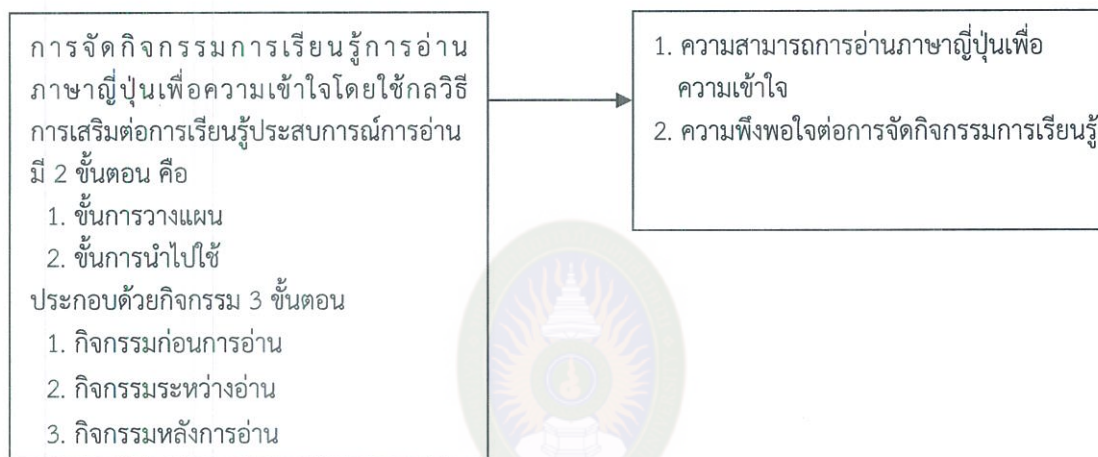 การจัดกิจกรรมการเรียนรู้การอ่าน
ภาษาญี่ปุ่นเพื่อความเข้าใจโดยใช้กลวิธี
การเสริมต่อการเรียนรู้ประสบการณ์การอ่าน
มี 2 ขั้นตอน คือ
1. ขั้นการวางแผน
2. ขั้นการนำไปใช้
ประกอบด้วยกิจกรรม 3 ขั้นตอน
1. กิจกรรมก่อนการอ่าน
2. กิจกรรมระหว่างอ่าน
3. กิจกรรมหลังการอ่าน
1. ความสามารถการอ่านภาษาญี่ปุ่นเพื่อ
ความเข้าใจ
2. ความพึงพอใจต่อการจัดกิจกรรมการเรียนรู้